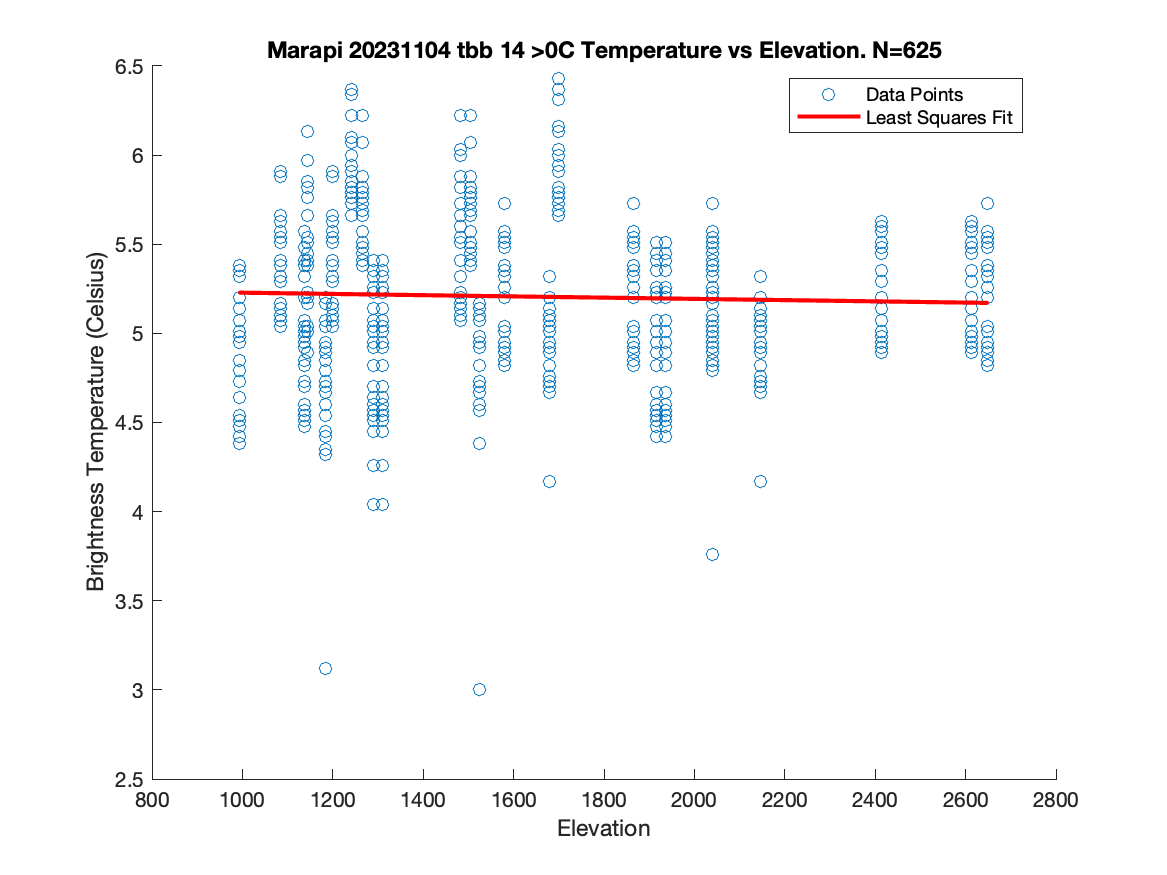 Marapi 20231104 tbb 14 >0C Temperature vs Elevation. N=625
6.5
6
5.5
5
4.5
4
3.5
3
2.5
Brightness Temperature (Celsius)
Data Points
Least Squares Fit
800 1000 1200 1400 1600 1800 2000 2200 2400 2600 2800
Elevation